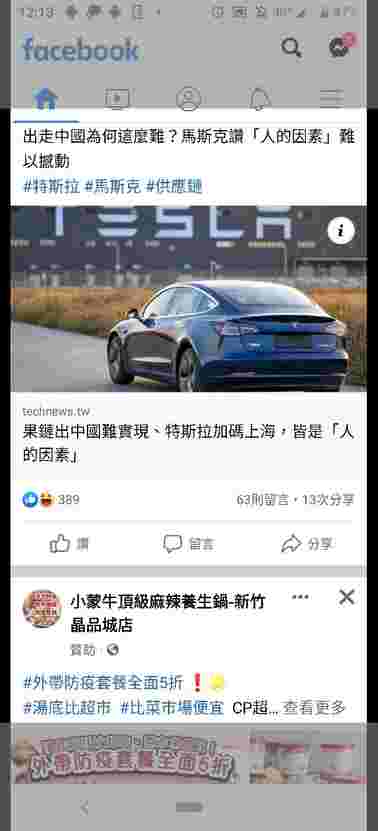 12:13
facebook
出走中國為何這麼難？馬斯克讚「人的因素」難
以撼動
#特斯拉 #馬斯克 #供應鏈
TESLA
technews.tw
果鏈出中國難實現、特斯拉加碼上海，皆是「人
的因素」
389
63則留言・13次分享
讚
留言
分享
小蒙牛頂級麻辣養生鍋-新竹
晶品城店
贊助
#外帶防疫套餐全面5折❗
#湯底比超市 #比菜市場便宜 CP超... 查看更多
外帶防疫套餐全面5折